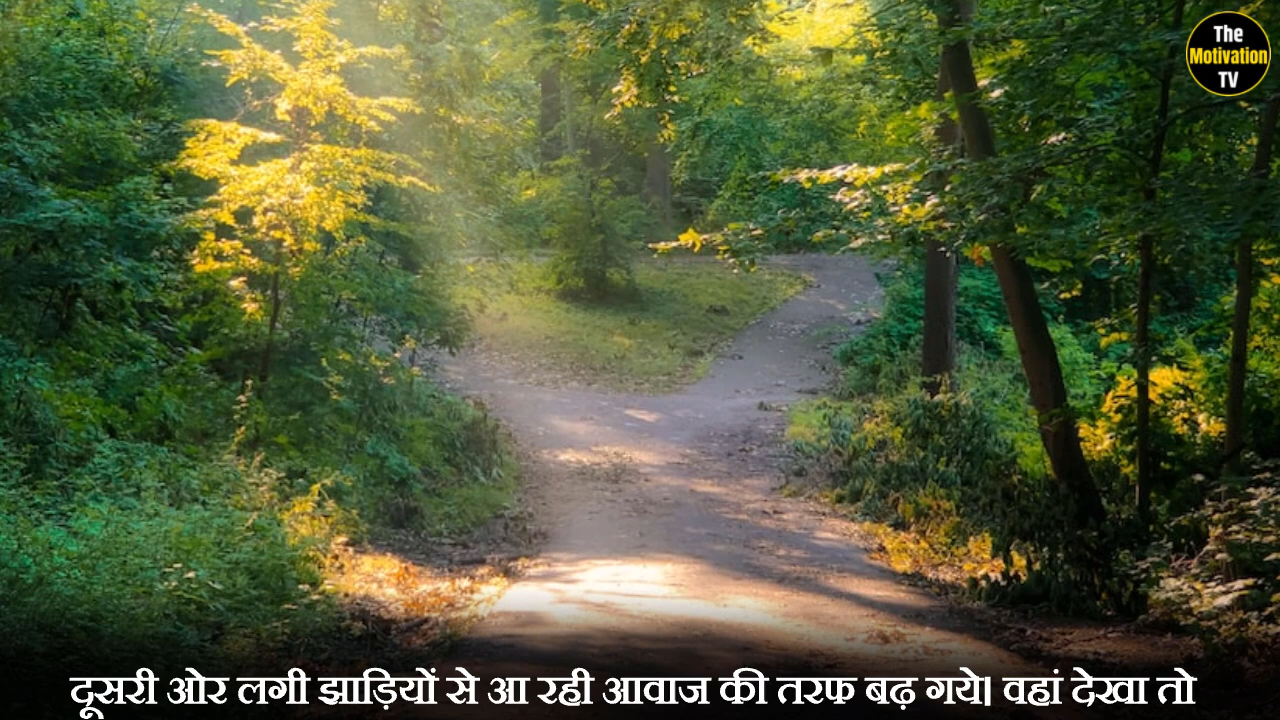 The
Motivation
TV
दूसरी ओर लगी झाड़ियों से आ रही आवाज की तरफ बढ़ गये। वहां देखा तो